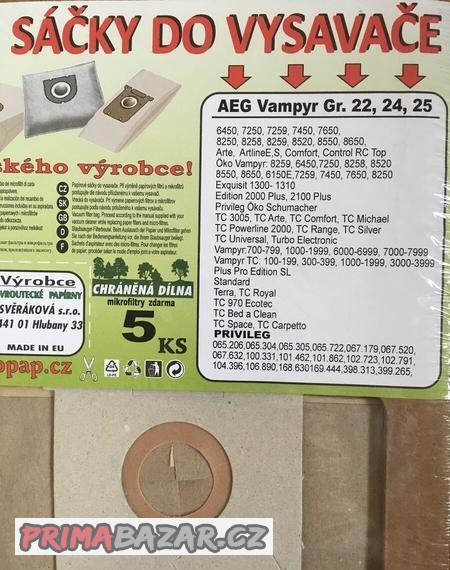 SÁČKY DO VYSAVAČE
AEG Vampyr Gr. 22, 24, 25
6450, 7250, 7259, 7450, 7650,
8250, 8258, 8259, 8520, 8550, 8650,
Arte, ArtlineE,S, Comfort, Control RC Top
Öko Vampyr: 8259, 6450,7250, 8258, 8520
8550, 8650, 6150E,7259, 7450, 7650, 8250
Exquisit 1300- 1310
Edition 2000 Plus, 2100 Plus
Privileg Öko Schumacher
TC 3005, TC Arte, TC Comfort, TC Michael
TC Powerline 2000, TC Range, TC Silver
TC Universal, Turbo Electronic
Vampyr:700-799, 1000-1999, 6000-6999, 7000-7999
Vampyr TC: 100-199, 300-399, 1000-1999, 3000-3999
Plus Pro Edition SL
Standard
Terra, TC Royal
TC 970 Ecotec
TC Bed a Clean
TC Space, TC Carpetto
PRIVILEG
065.206,065.304,065.305,065.722,067.179,067.520,
067.632,100.331,101.462,101.862,102.723,102.791,
104.396,106.890,168.630169.444,398.313,399.265,
ského výrobce!
CZ
SK
GB
D
F
Výrobce
VROUTECKÉ PAPÍRNY
SVĚRÁKOVÁ s.r.o.
441 01 Hlubany 33
MADE IN EU
opap.cz
CHRÁNĚNÁ DÍLNA
mikrofiltry zdarma
5 KS
PRIMABAZAR.CZ